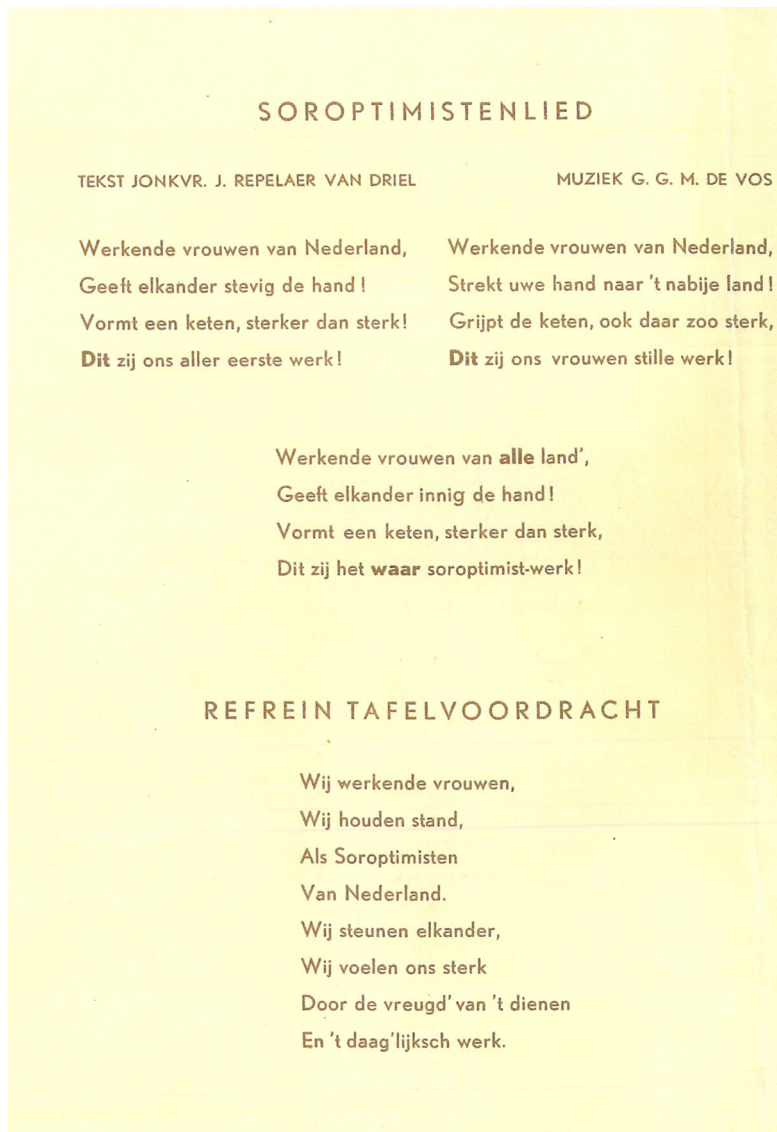 SOROPTIMISTENLIED
TEKST JONKVR. J. REPELAER VAN DRIEL
MUZIEK G. G. M. DE VOS
Werkende vrouwen van Nederland,
Geeft elkander stevig de hand!
Vormt een keten, sterker dan sterk!
Dit zij ons aller eerste werk!
Werkende vrouwen van Nederland,
Strekt uwe hand naar 't nabije land!
Grijpt de keten, ook daar zoo sterk,
Dit zij ons vrouwen stille werk!
Werkende vrouwen van alle land',
Geeft elkander innig de hand!
Vormt een keten, sterker dan sterk,
Dit zij het waar soroptimist-werk!
REFREIN TAFELVOORDRACHT
Wij werkende vrouwen,
Wij houden stand,
Als Soroptimisten
Van Nederland.
Wij steunen elkander,
Wij voelen ons sterk
Door de vreugd' van 't dienen
En 't daag'lijksch werk.